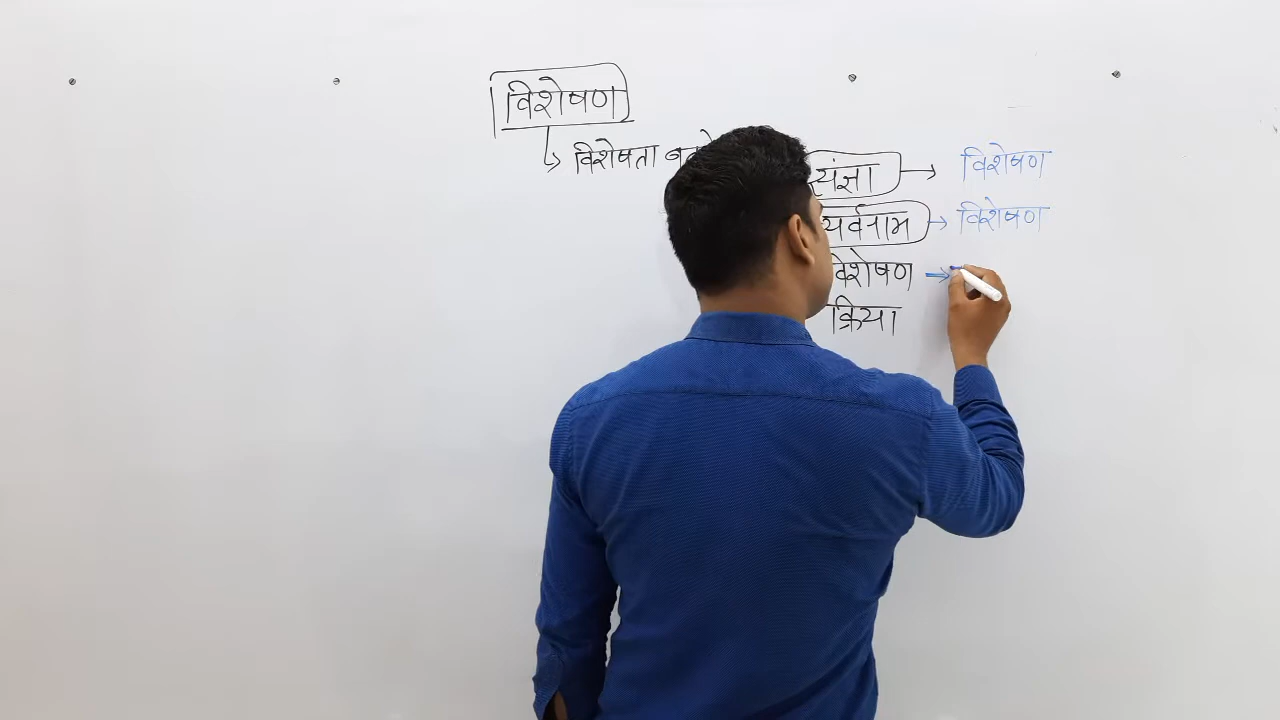 विशेषण
विशेषता
संज्ञा → विशेषण
सर्वनाम → विशेषण
विशेषण →
क्रिया